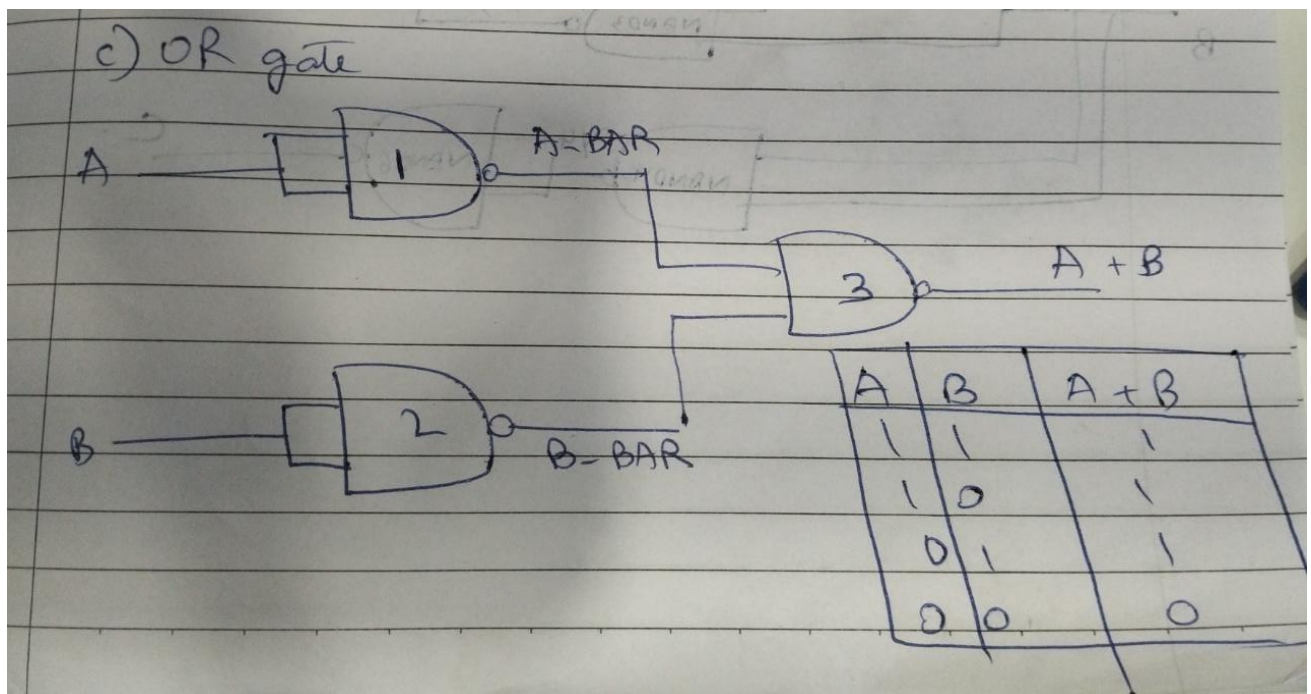 c) OR gate
A
1
A-BAR
3
A + B
B
2
B-BAR
A B A + B
1 1 1
1 0 1
0 1 1
0 0 0